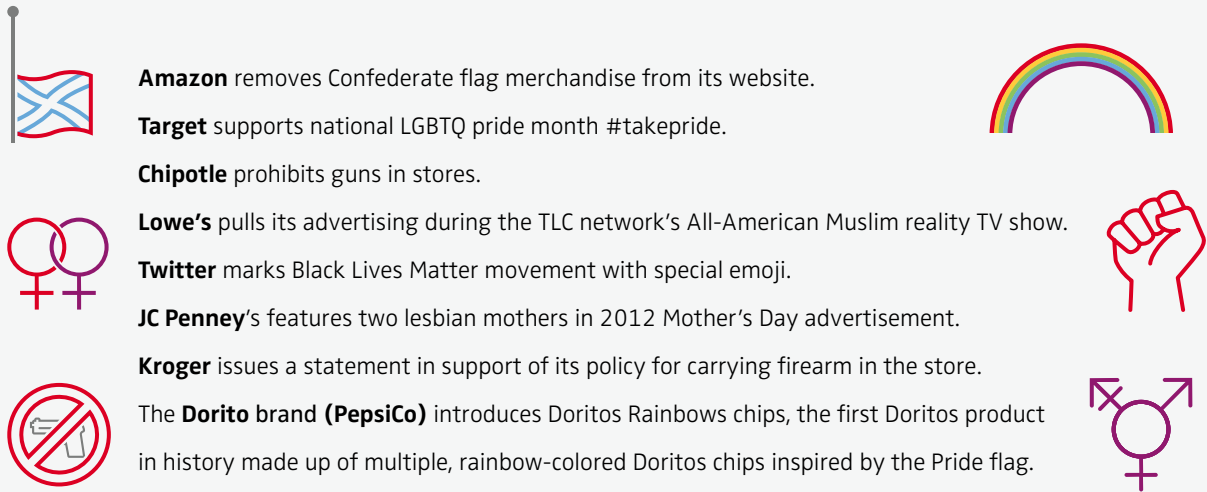 Amazon removes Confederate flag merchandise from its website.
Target supports national LGBTQ pride month #takepride.
Chipotle prohibits guns in stores.
Lowe’s pulls its advertising during the TLC network’s All-American Muslim reality TV show.
Twitter marks Black Lives Matter movement with special emoji.
JC Penney’s features two lesbian mothers in 2012 Mother’s Day advertisement.
Kroger issues a statement in support of its policy for carrying firearm in the store.
The Dorito brand (PepsiCo) introduces Doritos Rainbows chips, the first Doritos product
in history made up of multiple, rainbow-colored Doritos chips inspired by the Pride flag.